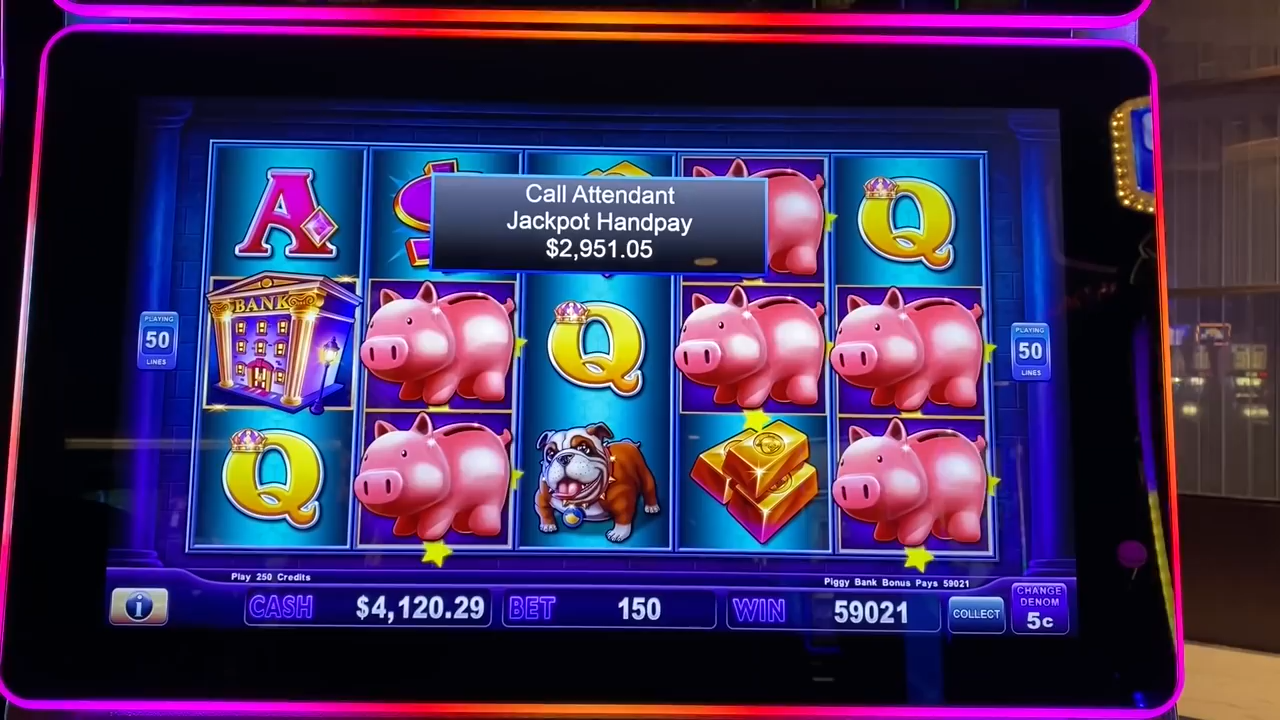 Call Attendant
Jackpot Handpay
$2,951.05
A
Q
BANK
Q
PLAYING
50
LINES
PLAYING
50
LINES
Q
Play 250 Credits
Piggy Bank Bonus Pays 59021
i
CASH $4,120.29
BET 150
WIN 59021
COLLECT
CHANGE
DENOM
5c